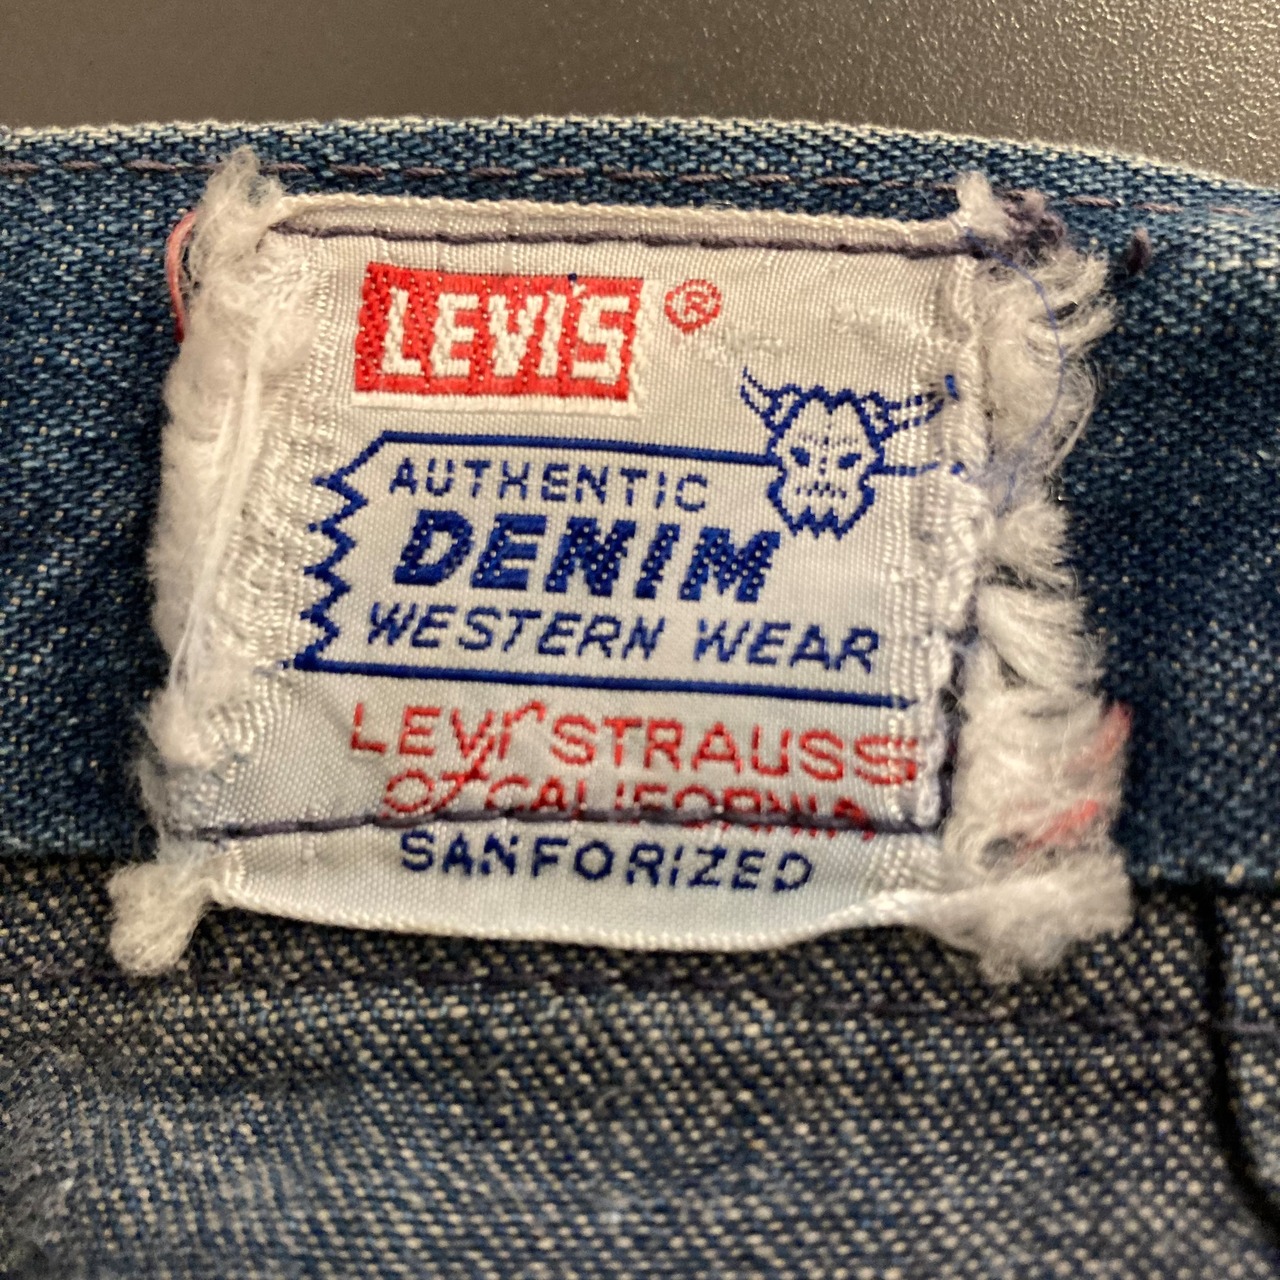 LEVI'S ®
AUTHENTIC
DENIM
WESTERN WEAR
LEVI STRAUSS
Of CALIFORNIA
SANFORIZED